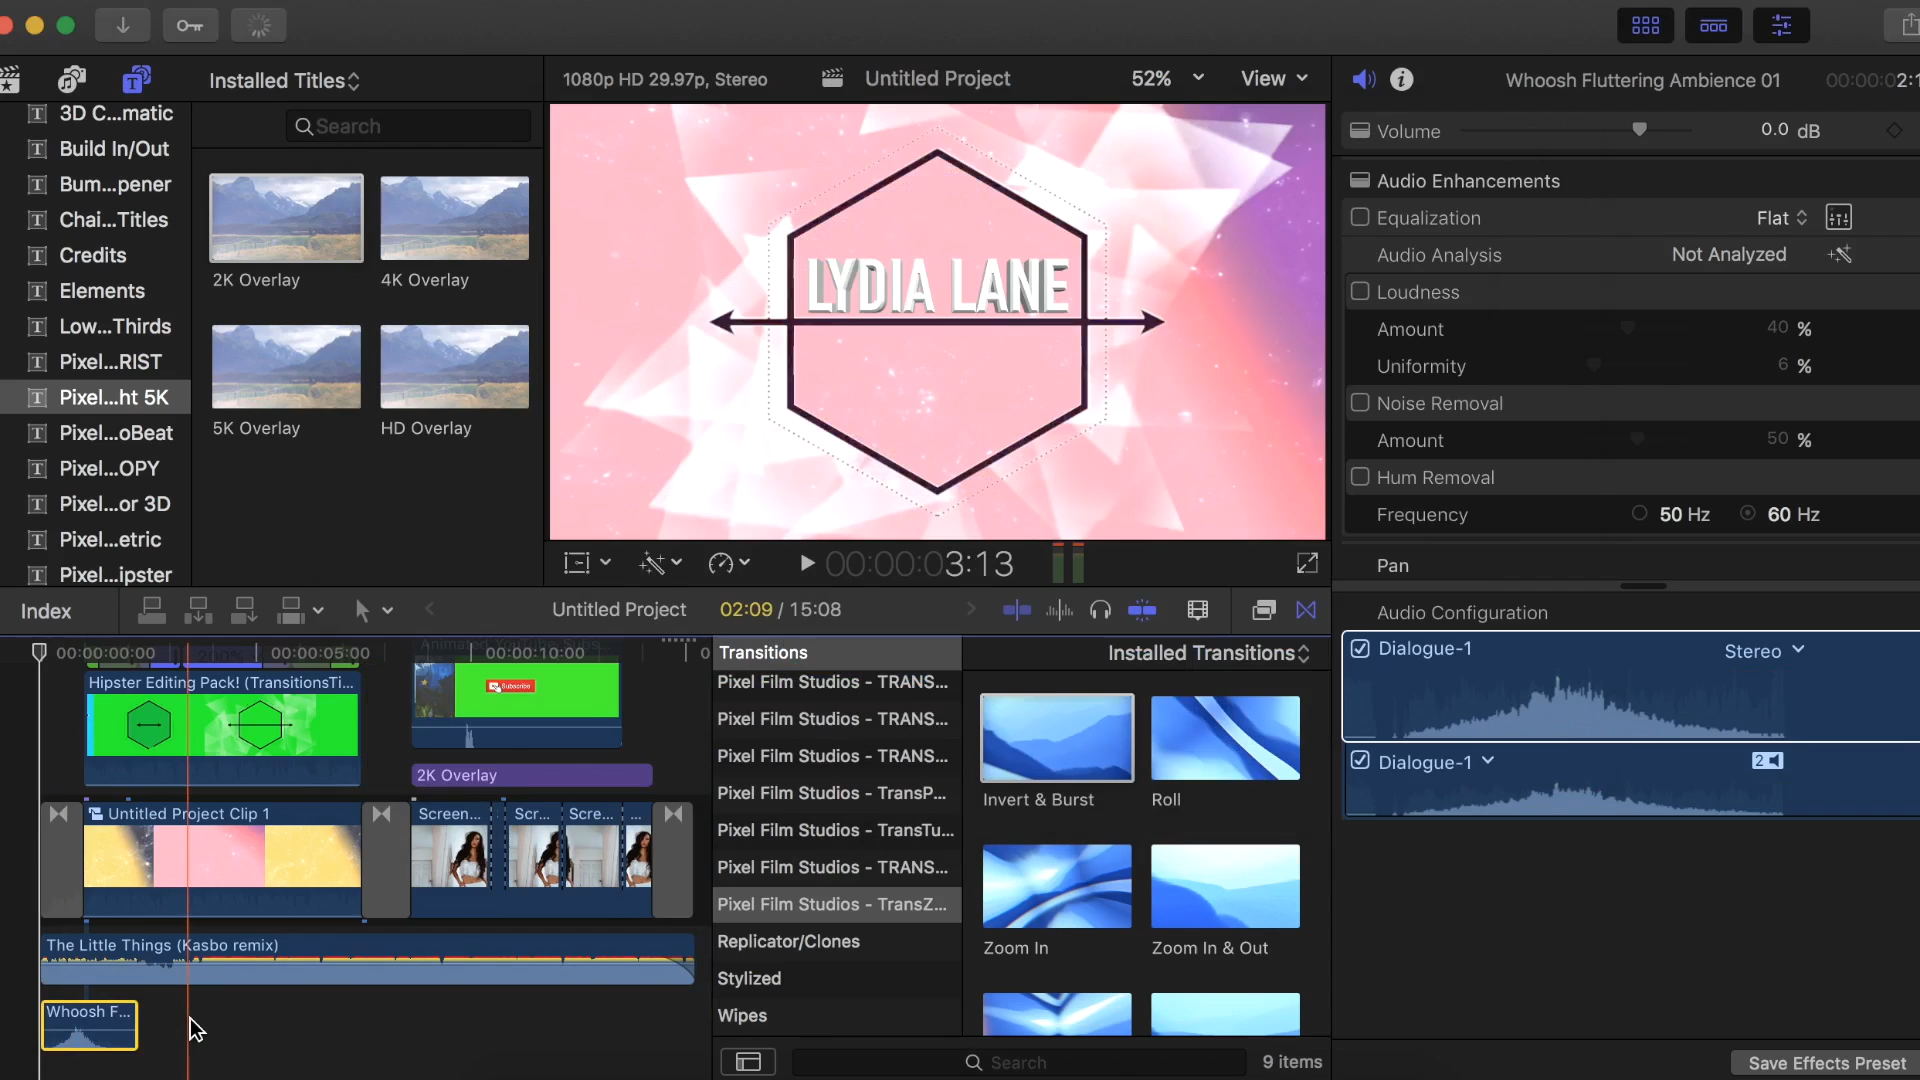 Installed Titles
1080p HD 29.97p, Stereo
Untitled Project
52%
View
Whoosh Fluttering Ambience 01
00:00:02:1
3D C...matic
Build In/Out
Bum...pener
Chai...Titles
Credits
Elements
Low...Thirds
Pixel...RIST
Pixel...ht 5K
Pixel...oBeat
Pixel...OPY
Pixel...or 3D
Pixel...etric
Pixel...ipster
Search
2K Overlay
4K Overlay
5K Overlay
HD Overlay
LYDIA LANE
00:00:03:13
Volume
0.0 dB
Audio Enhancements
Equalization
Flat
Audio Analysis
Not Analyzed
Loudness
Amount
40 %
Uniformity
6 %
Noise Removal
Amount
50 %
Hum Removal
Frequency
50 Hz
60 Hz
Pan
Audio Configuration
Dialogue-1
Stereo
Dialogue-1
2
Save Effects Preset
Index
Untitled Project
02:09 / 15:08
00:00:00:00
00:00:05:00
00:00:10:00
0
200%
Animated YouTube Subs...
Hipster Editing Pack! (TransitionsTi...
Subscribe
2K Overlay
Untitled Project Clip 1
Screen...
Scr...
Scre...
...
The Little Things (Kasbo remix)
Whoosh F...
Transitions
Installed Transitions
Pixel Film Studios - TRANS...
Pixel Film Studios - TRANS...
Pixel Film Studios - TRANS...
Pixel Film Studios - TransP...
Pixel Film Studios - TransTu...
Pixel Film Studios - TRANS...
Pixel Film Studios - TransZ...
Replicator/Clones
Stylized
Wipes
Invert & Burst
Roll
Zoom In
Zoom In & Out
Search
9 items